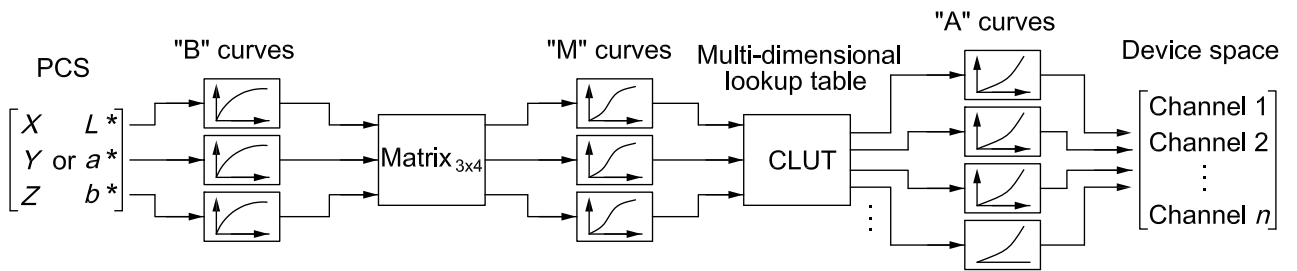 PCS
X L*
Y or a*
Z b*
"B" curves
Matrix 3x4
"M" curves
Multi-dimensional
lookup table
CLUT
"A" curves
Device space
Channel 1
Channel 2
Channel n